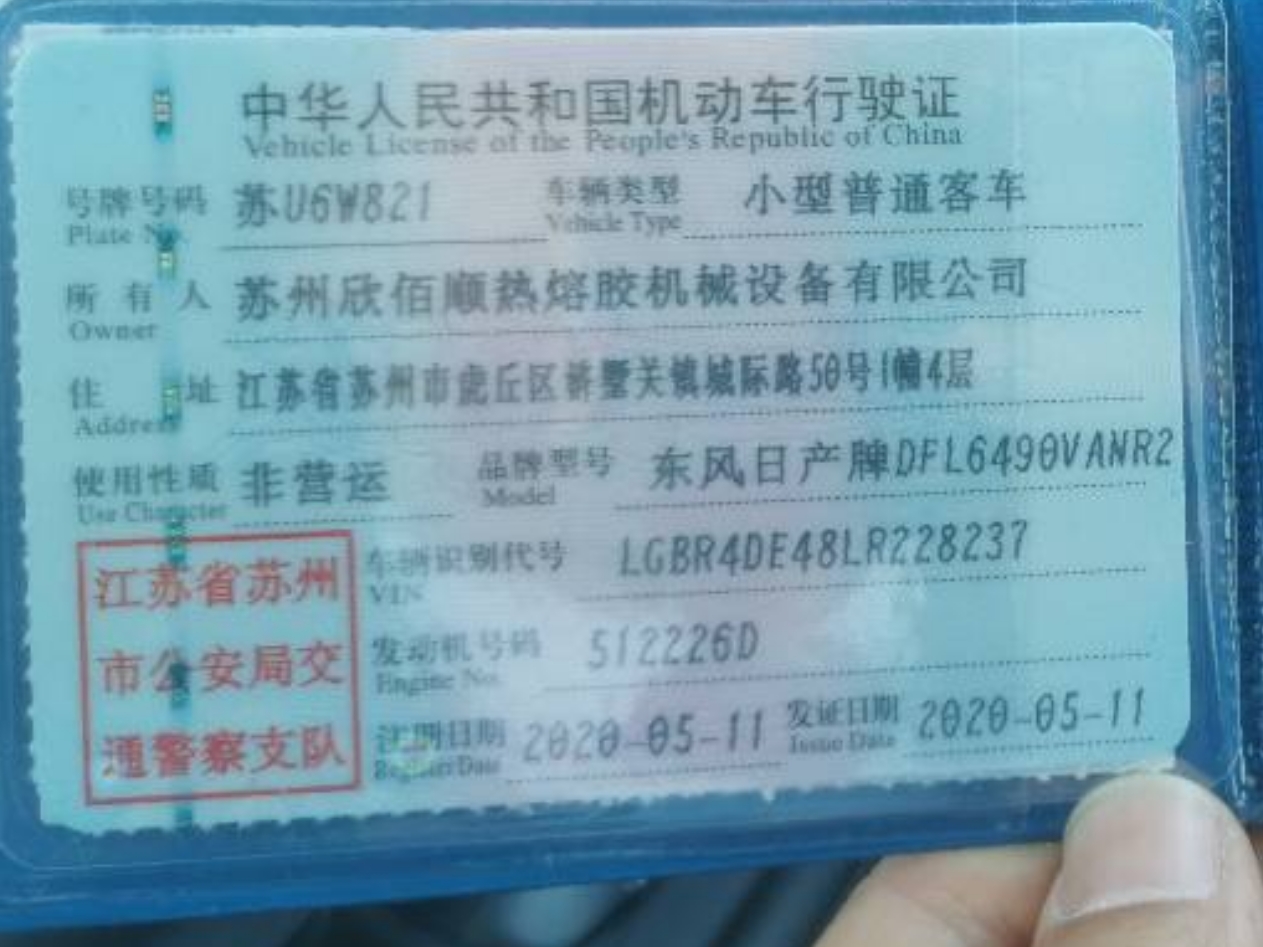 中华人民共和国机动车行驶证
Vehicle License of the People's Republic of China
号牌号码 苏U6W821 车辆类型 小型普通客车
Plate No. Vehicle Type
所有人 苏州欣佰顺热熔胶机械设备有限公司
Owner
住址 江苏省苏州市虎丘区浒墅关镇城际路50号1幢4层
Address
使用性质 非营运 品牌型号 东风日产牌DFL6490VANR2
Use Character Model
江苏省苏州
市公安局交
通警察支队
车辆识别代号 LGBR4DE48LR228237
VIN
发动机号码 512226D
Engine No.
注册日期 2020-05-11 发证日期 2020-05-11
Register Date Issue Date